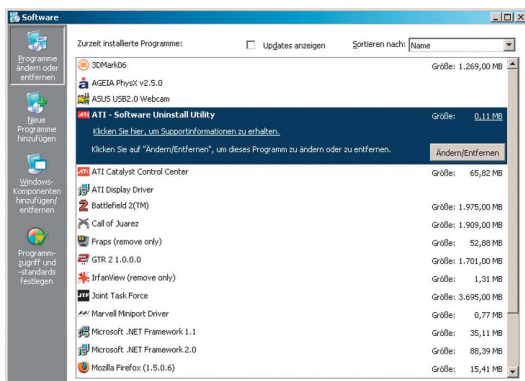 Software
Programme ändern oder entfernen
Neue Programme hinzufügen
Windows-Komponenten hinzufügen/entfernen
Programm-zugriff und -standards festlegen
Zurzeit installierte Programme:
Updates anzeigen
Sortieren nach: Name
3DMark06 Größe: 1.269,00 MB
AGEIA PhysX v2.5.0
ASUS USB2.0 Webcam
ATI - Software Uninstall Utility Größe: 0,11 MB
Klicken Sie hier, um Supportinformationen zu erhalten.
Klicken Sie auf "Ändern/Entfernen", um dieses Programm zu ändern oder zu entfernen. Ändern/Entfernen
ATI Catalyst Control Center Größe: 65,82 MB
ATI Display Driver
Battlefield 2(TM) Größe: 1.975,00 MB
Call of Juarez Größe: 1.909,00 MB
Fraps (remove only) Größe: 52,88 MB
GTR 2 1.0.0.0 Größe: 1.701,00 MB
IrfanView (remove only) Größe: 1,31 MB
JTF Joint Task Force Größe: 3.695,00 MB
Marvell Miniport Driver Größe: 0,77 MB
Microsoft .NET Framework 1.1 Größe: 35,11 MB
Microsoft .NET Framework 2.0 Größe: 88,39 MB
Mozilla Firefox (1.5.0.6) Größe: 15,41 MB